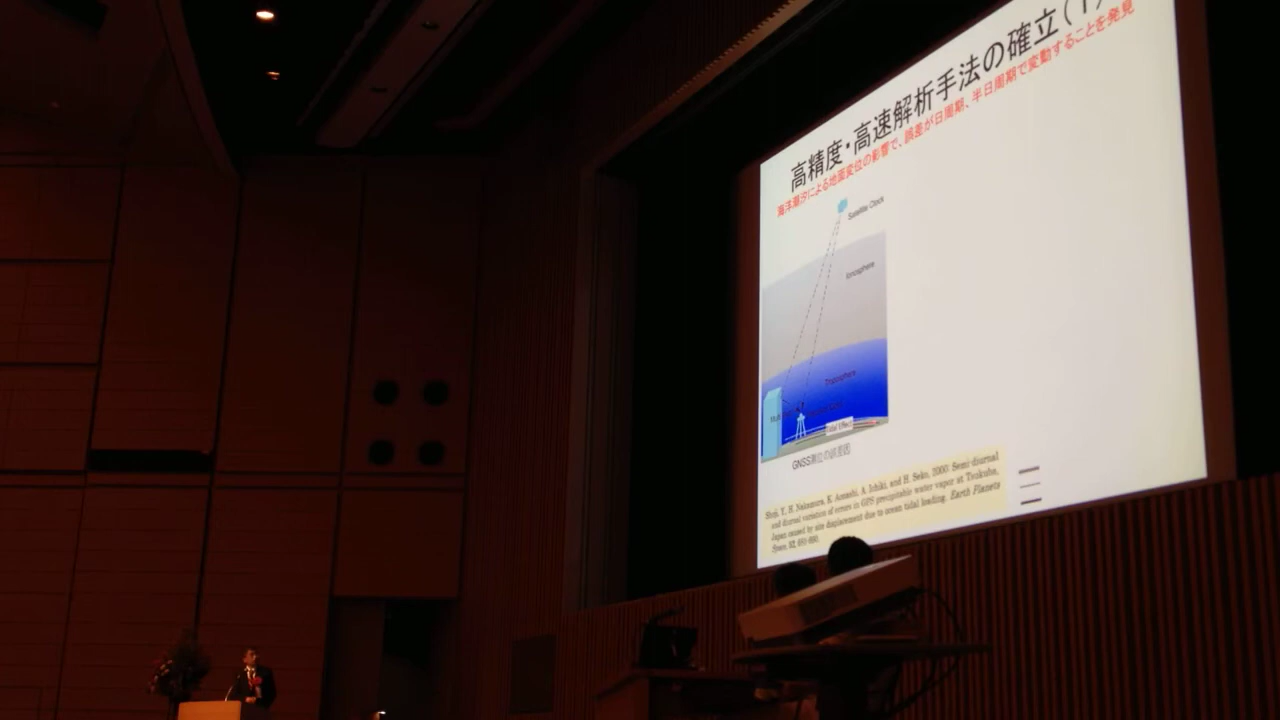 高精度・高速解析手法の確立(1)
海洋潮汐による地面変位の影響で、誤差が日周期、半日周期で変動することを発見
Satellite Clock
Ionosphere
Troposphere
Tidal Effect
GNSS測位の誤差因
Shoji, Y., H. Nakamura, K. Aonashi, A. Ichiki, and H. Seko, 2000: Semi-diurnal
and diurnal variation of errors in GPS precipitable water vapor at Tsukuba,
Japan caused by site displacement due to ocean tidal loading. Earth Planets
Space, 52, 685-690.